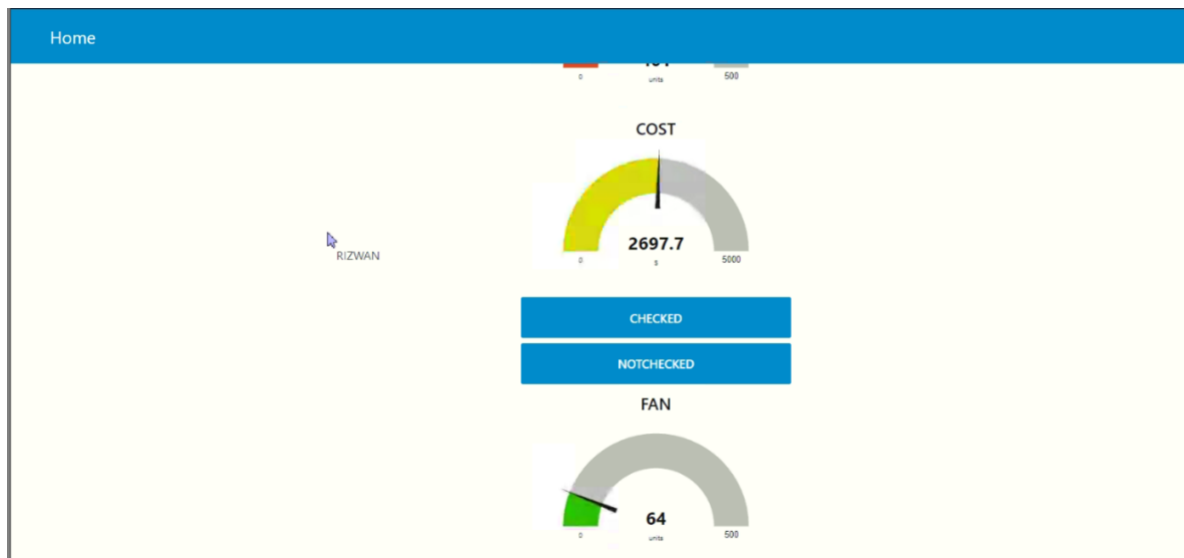 Home
0 units 500
COST
2697.7
0 s 5000
RIZWAN
CHECKED
NOTCHECKED
FAN
64
0 units 500